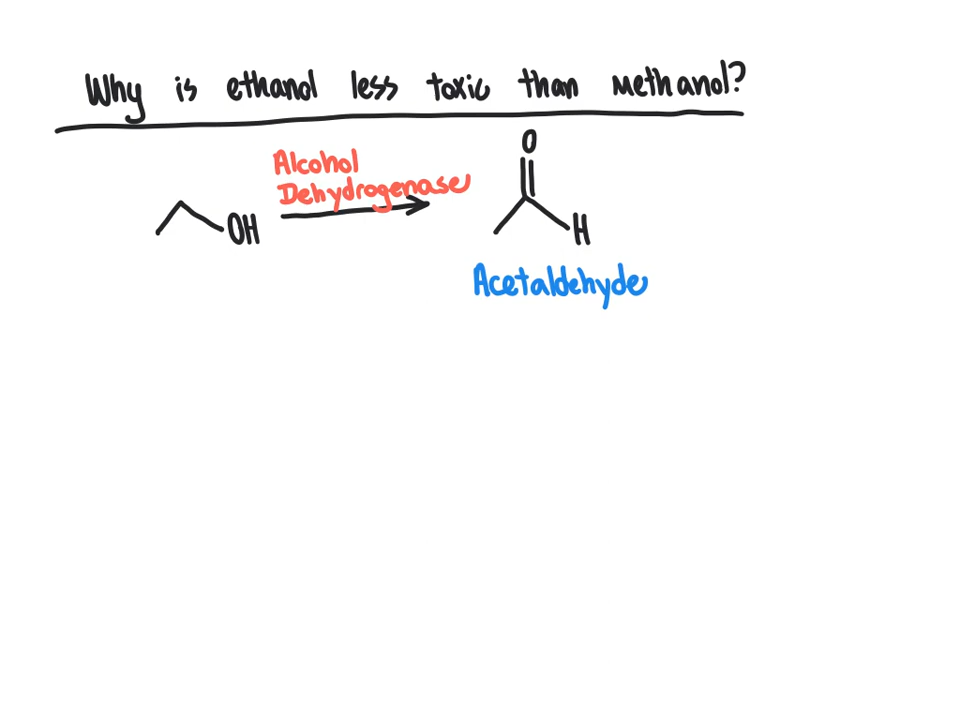 Why is ethanol less toxic than methanol?
Alcohol
Dehydrogenase
OH
O
H
Acetaldehyde